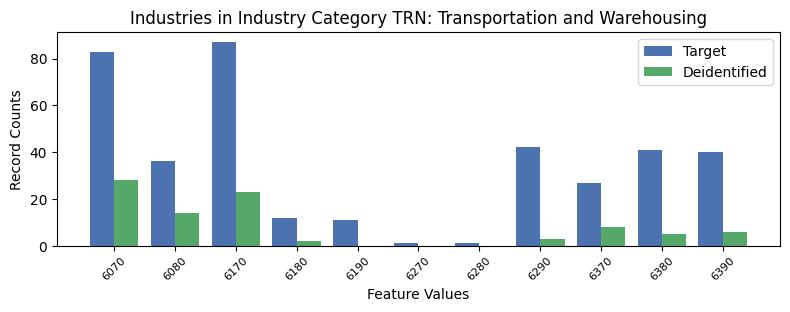 Industries in Industry Category TRN: Transportation and Warehousing
Target
Deidentified
Record Counts
80
60
40
20
0
6070 6080 6170 6180 6190 6270 6280 6290 6370 6380 6390
Feature Values